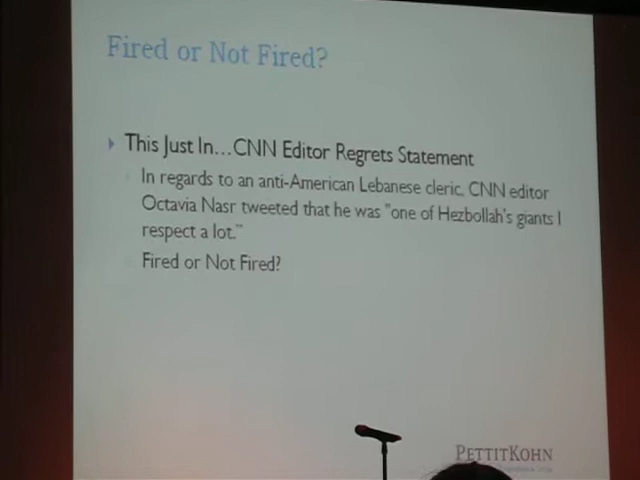 Fired or Not Fired?
This Just In...CNN Editor Regrets Statement
In regards to an anti-American Lebanese cleric, CNN editor
Octavia Nasr tweeted that he was "one of Hezbollah's giants I
respect a lot."
Fired or Not Fired?
PETTITKOHN